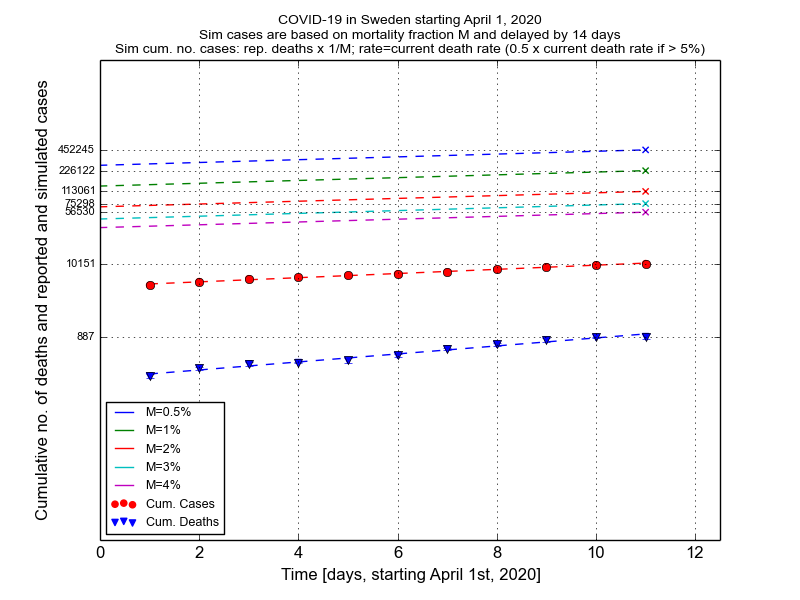 COVID-19 in Sweden starting April 1, 2020
Sim cases are based on mortality fraction M and delayed by 14 days
Sim cum. no. cases: rep. deaths x 1/M; rate=current death rate (0.5 x current death rate if > 5%)
Cumulative no. of deaths and reported and simulated cases
452245
226122
113061
75298
56530
10151
887
M=0.5%
M=1%
M=2%
M=3%
M=4%
Cum. Cases
Cum. Deaths
0 2 4 6 8 10 12
Time [days, starting April 1st, 2020]